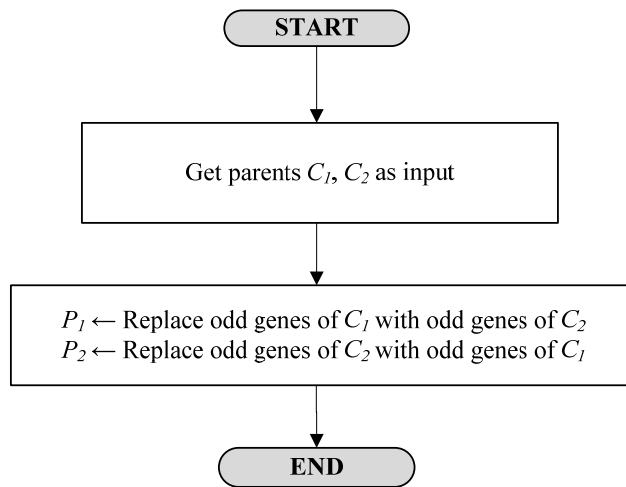 START
Get parents C1, C2 as input
P1 ← Replace odd genes of C1 with odd genes of C2
P2 ← Replace odd genes of C2 with odd genes of C1
END